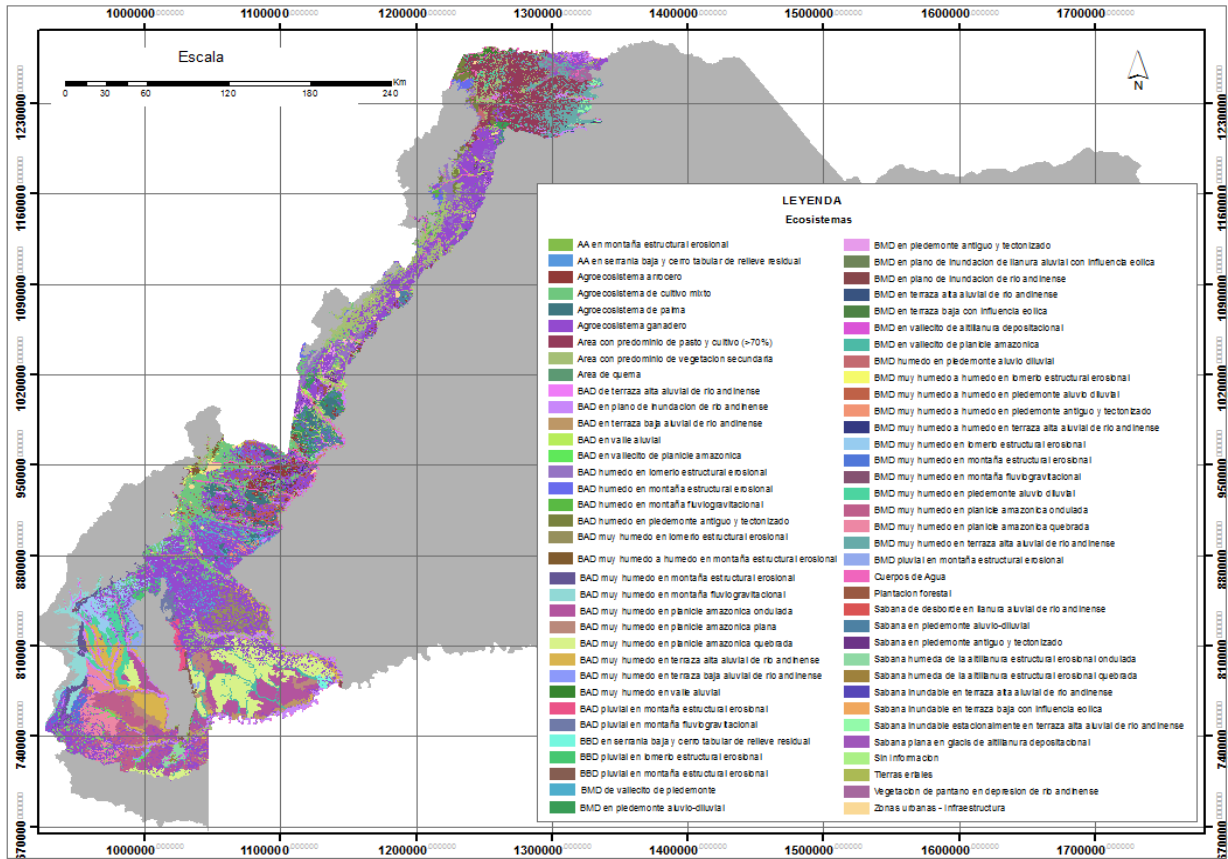 1000000 1100000 1200000 1300000 1400000 1500000 1600000 1700000
Escala
Km
0 30 60 120 180 240
N
1230000 1230000
1160000 1160000
1090000 1090000
1020000 1020000
950000 950000
880000 880000
810000 810000
740000 740000
670000 670000
LEYENDA
Ecosistemas
AA en montaña estructural erosional
AA en serrania baja y cerro tabular de relieve residual
Agroecosistema arrocero
Agroecosistema de cultivo mixto
Agroecosistema de palma
Agroecosistema ganadero
Area con predominio de pasto y cultivo (>70%)
Area con predominio de vegetacion secundaria
Area de quema
BAD de terraza alta aluvial de rio andinense
BAD en plano de inundacion de rio andinense
BAD en terraza baja aluvial de rio andinense
BAD en valle aluvial
BAD en vallecito de planicie amazonica
BAD humedo en lomerio estructural erosional
BAD humedo en montaña estructural erosional
BAD humedo en montaña fluviogravitacional
BAD humedo en piedemonte antiguo y tectonizado
BAD muy humedo en lomerio estructural erosional
BAD muy humedo a humedo en montaña estructural erosional
BAD muy humedo en montaña estructural erosional
BAD muy humedo en montaña fluviogravitacional
BAD muy humedo en planicie amazonica ondulada
BAD muy humedo en planicie amazonica plana
BAD muy humedo en planicie amazonica quebrada
BAD muy humedo en terraza alta aluvial de rio andinense
BAD muy humedo en terraza baja aluvial de rio andinense
BAD muy humedo en valle aluvial
BAD pluvial en montaña estructural erosional
BAD pluvial en montaña fluviogravitacional
BBD en serrania baja y cerro tabular de relieve residual
BBD pluvial en lomerio estructural erosional
BBD pluvial en montaña estructural erosional
BMD de vallecito de piedemonte
BMD en piedemonte aluvio-diluvial
BMD en piedemonte antiguo y tectonizado
BMD en plano de inundacion de llanura aluvial con influencia eolica
BMD en plano de inundacion de rio andinense
BMD en terraza alta aluvial de rio andinense
BMD en terraza baja con influencia eolica
BMD en vallecito de altillanura depositacional
BMD en vallecito de planicie amazonica
BMD humedo en piedemonte aluvio diluvial
BMD muy humedo a humedo en lomerio estructural erosional
BMD muy humedo a humedo en piedemonte aluvio diluvial
BMD muy humedo a humedo en piedemonte antiguo y tectonizado
BMD muy humedo a humedo en terraza alta aluvial de rio andinense
BMD muy humedo en lomerio estructural erosional
BMD muy humedo en montaña estructural erosional
BMD muy humedo en montaña fluviogravitacional
BMD muy humedo en piedemonte aluvio diluvial
BMD muy humedo en planicie amazonica ondulada
BMD muy humedo en planicie amazonica quebrada
BMD muy humedo en terraza alta aluvial de rio andinense
BMD pluvial en montaña estructural erosional
Cuerpos de Agua
Plantacion forestal
Sabana de desborde en llanura aluvial de rio andinense
Sabana en piedemonte aluvio-diluvial
Sabana en piedemonte antiguo y tectonizado
Sabana humeda de la altillanura estructural erosional ondulada
Sabana humeda de la altillanura estructural erosional quebrada
Sabana inundable en terraza alta aluvial de rio andinense
Sabana inundable en terraza baja con influencia eolica
Sabana inundable estacionalmente en terraza alta aluvial de rio andinense
Sabana plana en glacis de altillanura depositacional
Sin informacion
Tierras eriales
Vegetacion de pantano en depresion de rio andinense
Zonas urbanas - Infraestructura
1000000 1100000 1200000 1300000 1400000 1500000 1600000 1700000